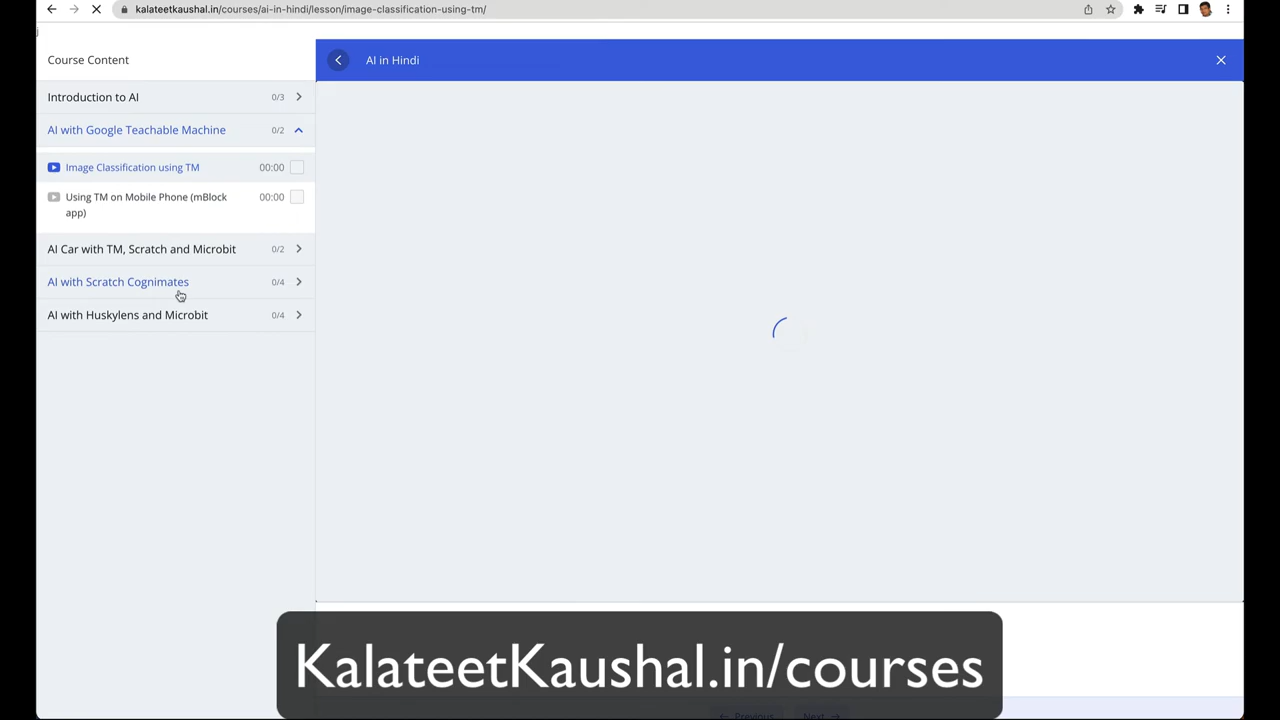 kalateetkaushal.in/courses/ai-in-hindi/lesson/image-classification-using-tm/
Course Content
AI in Hindi
Introduction to AI 0/3
AI with Google Teachable Machine 0/2
Image Classification using TM 00:00
Using TM on Mobile Phone (mBlock 00:00
app)
AI Car with TM, Scratch and Microbit 0/2
AI with Scratch Cognimates 0/4
AI with Huskylens and Microbit 0/4
KalateetKaushal.in/courses
← Previous Next →